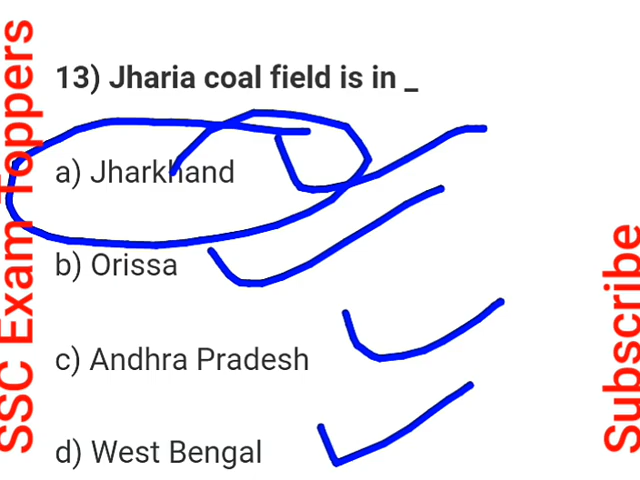 SSC Exam Toppers
13) Jharia coal field is in _
a) Jharkhand
b) Orissa
c) Andhra Pradesh
d) West Bengal
Subscribe